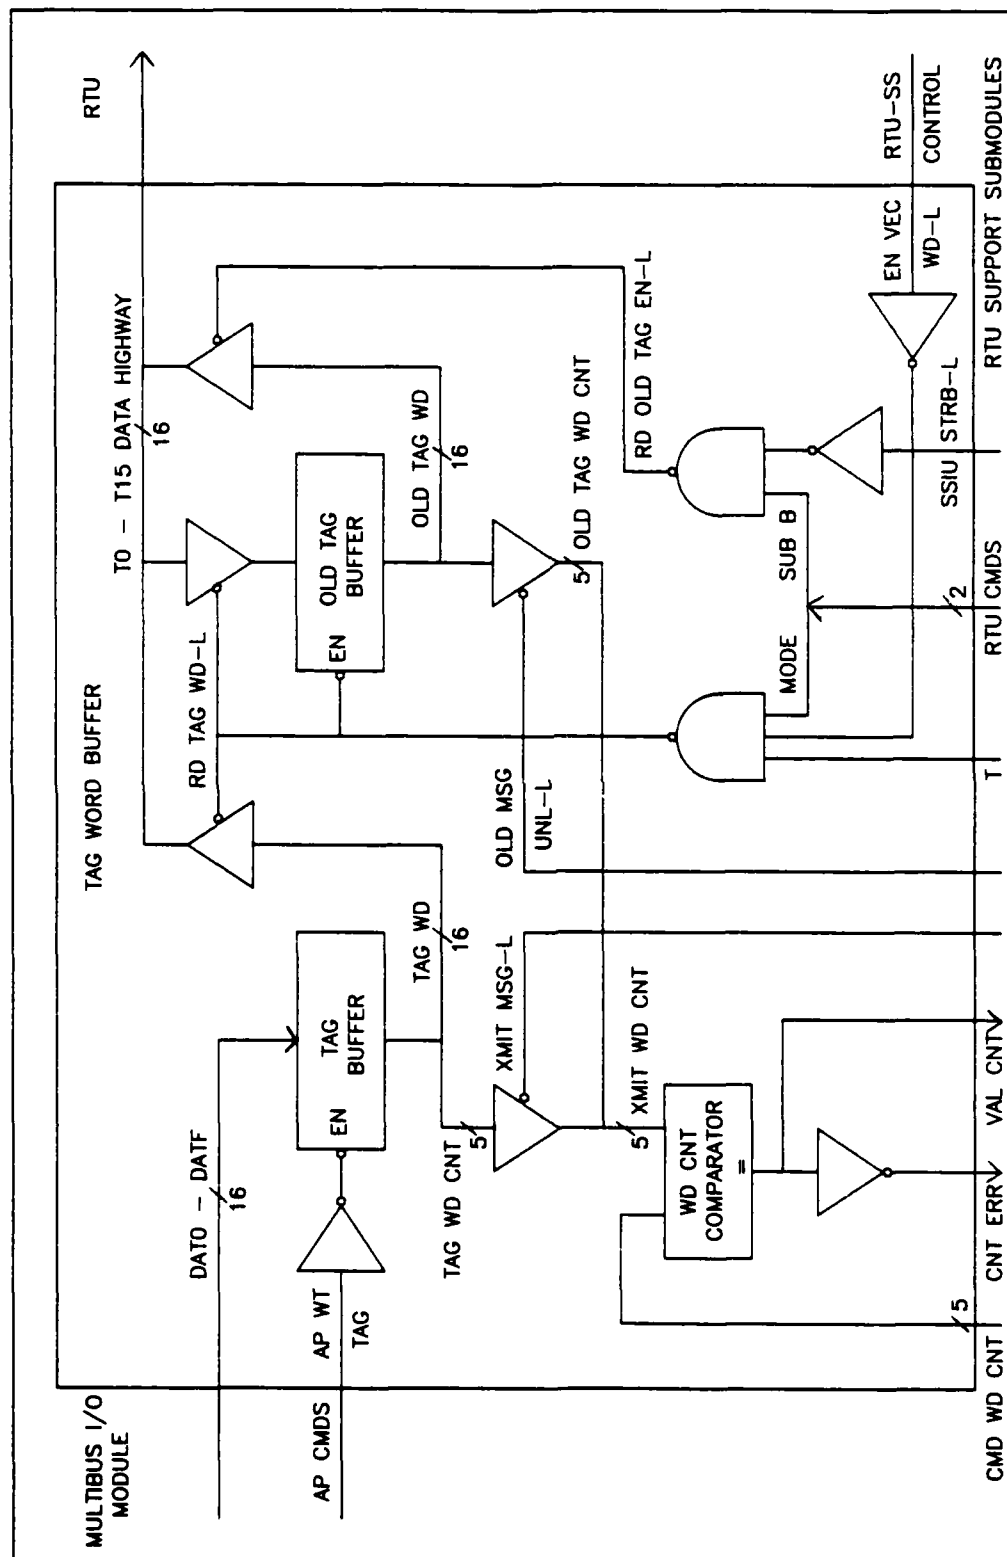 MULTIBUS I/O
MODULE
TAG WORD BUFFER
T0 - T15 DATA HIGHWAY
RTU
16
DAT0 - DATF
16
AP CMDS
AP WT
TAG
EN
TAG
BUFFER
RD TAG WD-L
EN
OLD TAG
BUFFER
TAG WD
16
OLD TAG WD
16
TAG WD CNT
5
XMIT MSG-L
OLD MSG
UNL-L
5
OLD TAG WD CNT
RD OLD TAG EN-L
5
XMIT WD CNT
WD CNT
COMPARATOR
=
MODE
SUB B
EN VEC
WD-L
RTU-SS
CONTROL
SSIU STRB-L
5
2
CMD WD CNT
CNT ERR
VAL CNT
T
RTU CMDS
RTU SUPPORT SUBMODULES